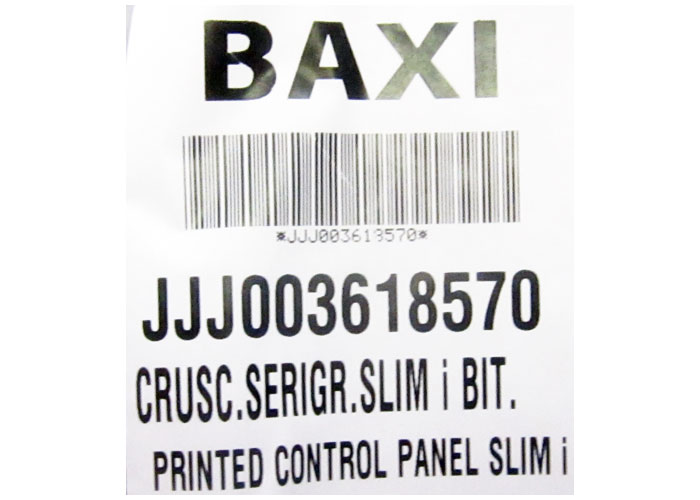 BAXI
*JJJ003618570*
JJJ003618570
CRUSC.SERIGR.SLIM i BIT.
PRINTED CONTROL PANEL SLIM i